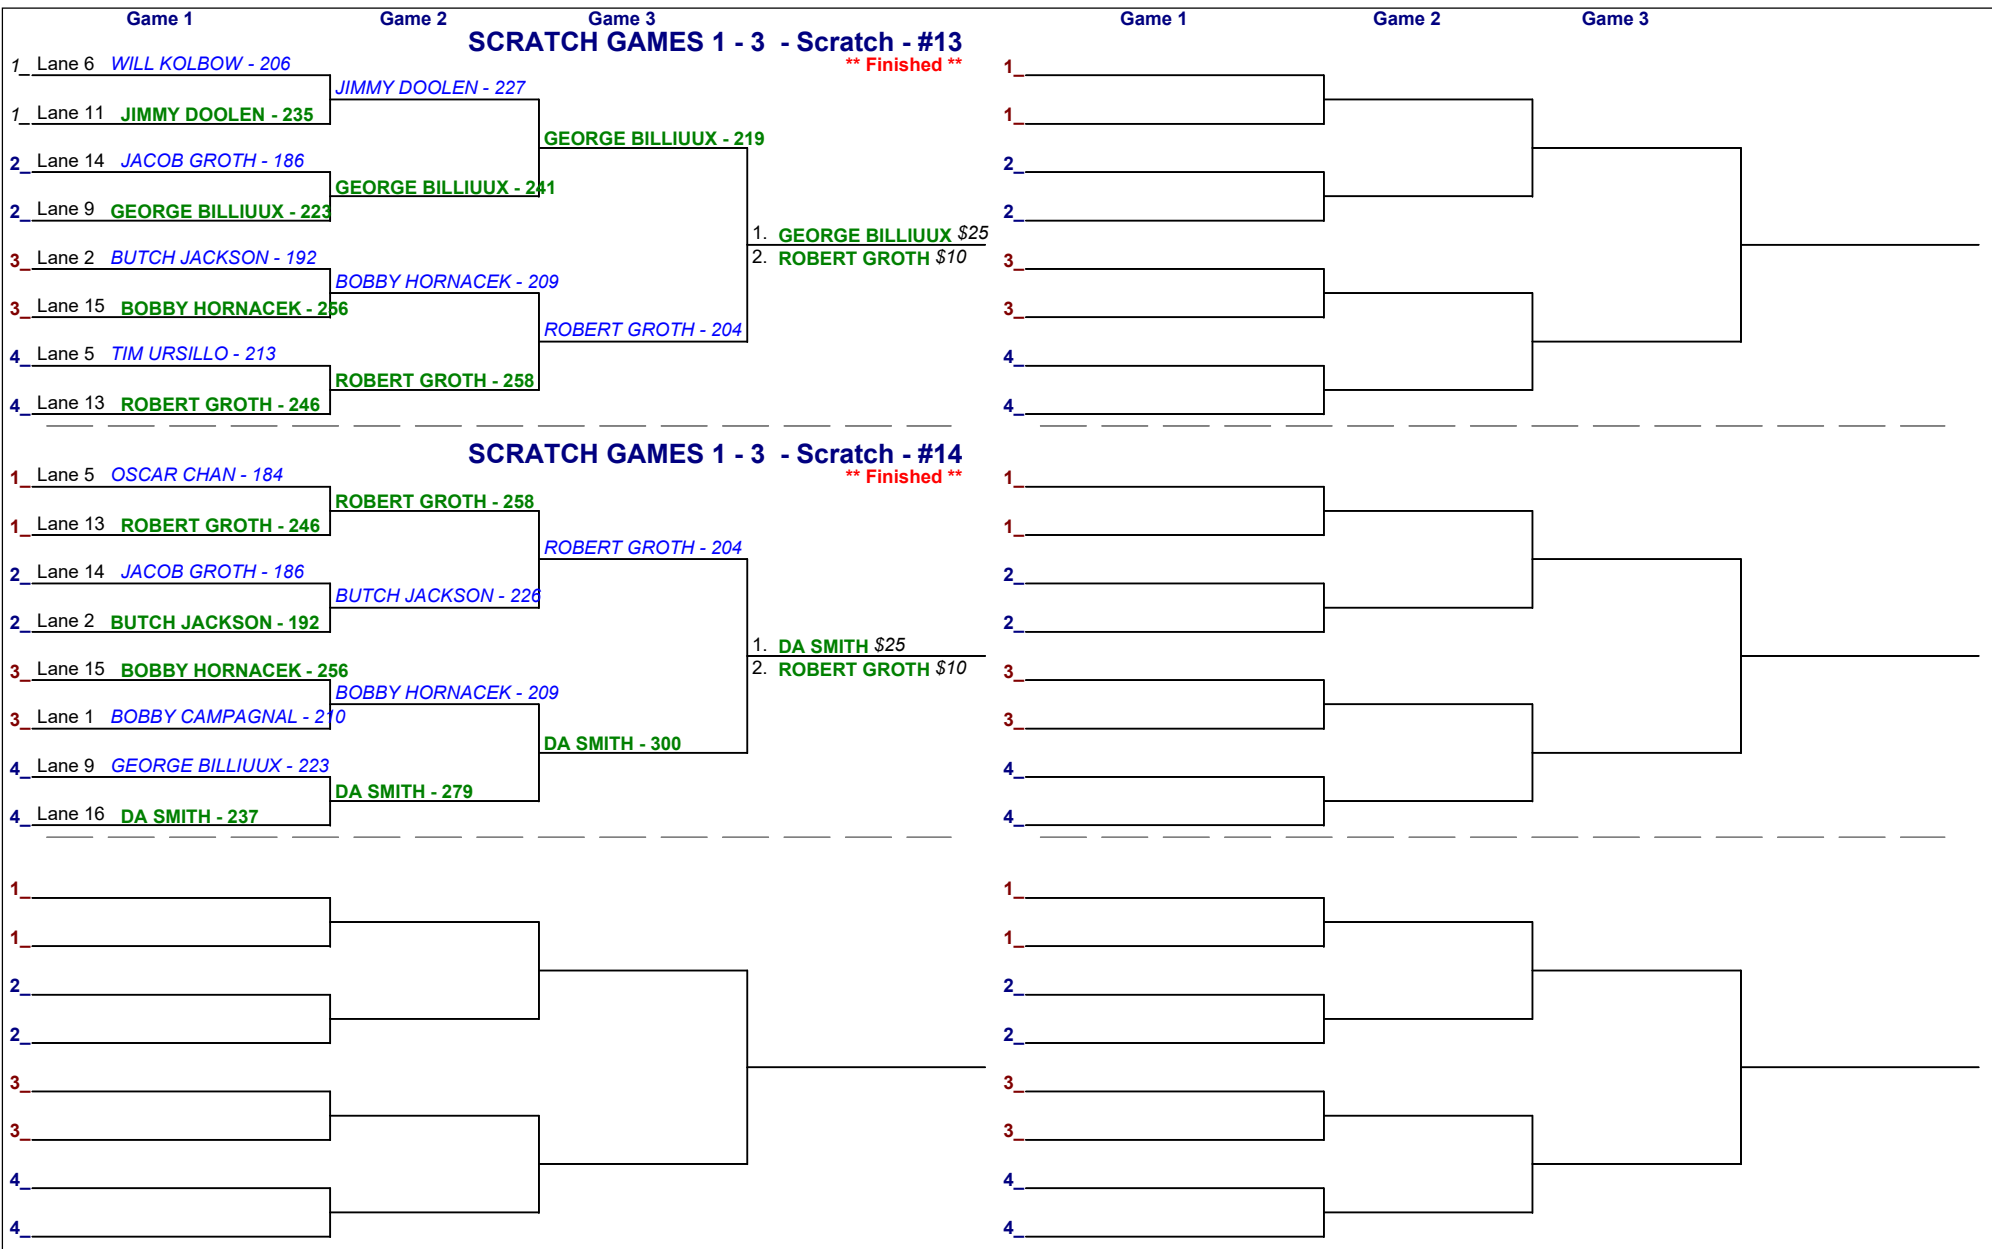 Game 1 Game 2 Game 3 Game 1 Game 2 Game 3
SCRATCH GAMES 1 - 3 - Scratch - #13
** Finished **
1_ Lane 6 WILL KOLBOW - 206
JIMMY DOOLEN - 227
1_ Lane 11 JIMMY DOOLEN - 235
GEORGE BILLIUUX - 219
2_ Lane 14 JACOB GROTH - 186
GEORGE BILLIUUX - 241
2_ Lane 9 GEORGE BILLIUUX - 223
1. GEORGE BILLIUUX $25
2. ROBERT GROTH $10
3_ Lane 2 BUTCH JACKSON - 192
BOBBY HORNACEK - 209
3_ Lane 15 BOBBY HORNACEK - 256
ROBERT GROTH - 204
4_ Lane 5 TIM URSILLO - 213
ROBERT GROTH - 258
4_ Lane 13 ROBERT GROTH - 246
SCRATCH GAMES 1 - 3 - Scratch - #14
** Finished **
1_ Lane 5 OSCAR CHAN - 184
ROBERT GROTH - 258
1_ Lane 13 ROBERT GROTH - 246
ROBERT GROTH - 204
2_ Lane 14 JACOB GROTH - 186
BUTCH JACKSON - 226
2_ Lane 2 BUTCH JACKSON - 192
1. DA SMITH $25
2. ROBERT GROTH $10
3_ Lane 15 BOBBY HORNACEK - 256
BOBBY HORNACEK - 209
3_ Lane 1 BOBBY CAMPAGNAL - 210
DA SMITH - 300
4_ Lane 9 GEORGE BILLIUUX - 223
DA SMITH - 279
4_ Lane 16 DA SMITH - 237
1_
1_
2_
2_
3_
3_
4_
4_
1_
1_
2_
2_
3_
3_
4_
4_
1_
1_
2_
2_
3_
3_
4_
4_
1_
1_
2_
2_
3_
3_
4_
4_